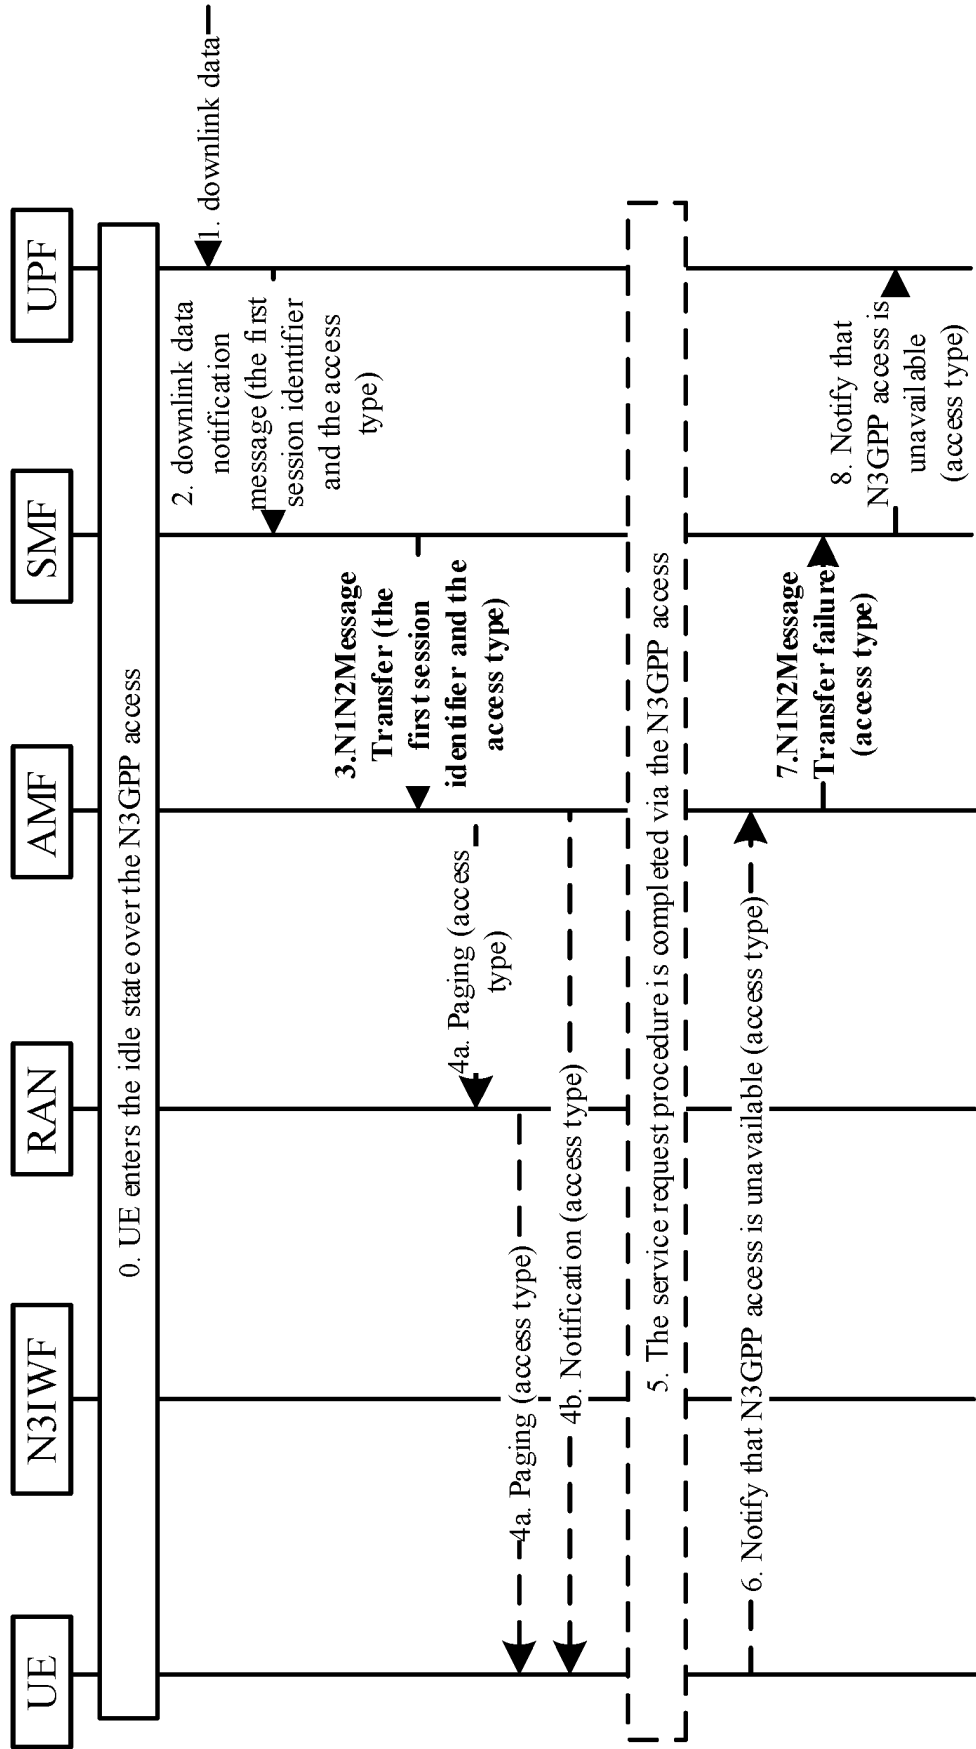 UE
N3IWF
RAN
AMF
SMF
UPF
0. UE enters the idle state over the N3GPP access
1. downlink data
2. downlink data
notification
message (the first
session identifier
and the access
type)
3.N1N2Message
Transfer (the
first session
identifier and the
access type)
4a. Paging (access
type)
4a. Paging (access type)
4b. Notification (access type)
5. The service request procedure is completed via the N3GPP access
6. Notify that N3GPP access is unavailable (access type)
7.N1N2Message
Transfer failure
(access type)
8. Notify that
N3GPP access is
unavailable
(access type)